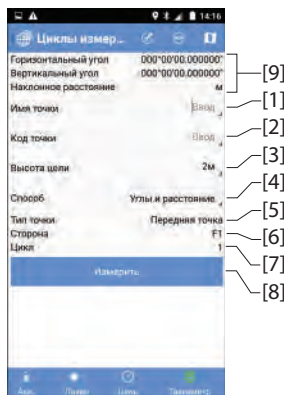 14:16
Циклы измер...
Горизонтальный угол 000°00'00.000000"
Вертикальный угол 000°00'00.000000"
Наклонное расстояние м
[9]
Имя точки Ввод [1]
Код точки Ввод [2]
Высота цели 2м [3]
Способ Углы и расстояние [4]
Тип точки Передняя точка [5]
Сторона F1 [6]
Цикл 1 [7]
Измерить [8]
Тахеометр